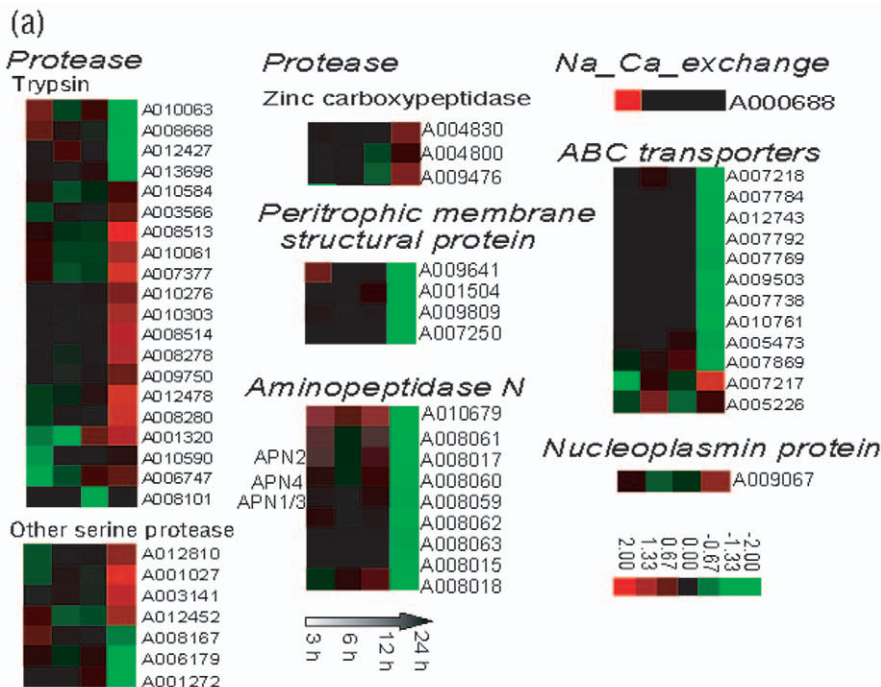 (a)
Protease
Trypsin
A010063
A008668
A012427
A013698
A010584
A003566
A008513
A010061
A007377
A010276
A010303
A008514
A008278
A009750
A012478
A008280
A001320
A010590
A006747
A008101
Other serine protease
A012810
A001027
A003141
A012452
A008167
A006179
A001272
Protease
Zinc carboxypeptidase
A004830
A004800
A009476
Peritrophic membrane
structural protein
A009641
A001504
A009809
A007250
Aminopeptidase N
A010679
A008061
APN2 A008017
APN4 A008060
APN1/3 A008059
A008062
A008063
A008015
A008018
3 h
6 h
12 h
24 h
Na_Ca_exchange
A000688
ABC transporters
A007218
A007784
A012743
A007792
A007769
A009503
A007738
A010761
A005473
A007869
A007217
A005226
Nucleoplasmin protein
A009067
2.00
1.33
0.67
0.00
-0.67
-1.33
-2.00